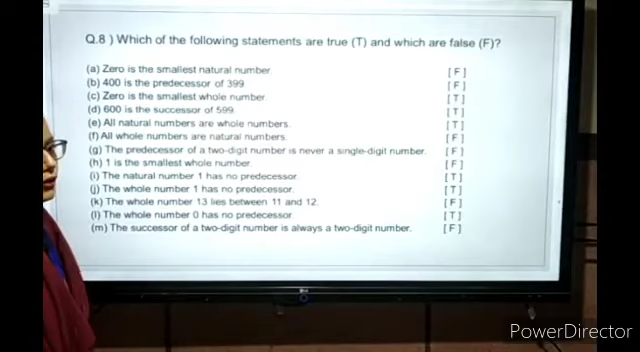 Q.8 ) Which of the following statements are true (T) and which are false (F)?
(a) Zero is the smallest natural number. [ F ]
(b) 400 is the predecessor of 399. [ F ]
(c) Zero is the smallest whole number. [ T ]
(d) 600 is the successor of 599. [ T ]
(e) All natural numbers are whole numbers. [ T ]
(f) All whole numbers are natural numbers. [ F ]
(g) The predecessor of a two-digit number is never a single-digit number. [ F ]
(h) 1 is the smallest whole number. [ F ]
(i) The natural number 1 has no predecessor. [ T ]
(j) The whole number 1 has no predecessor. [ T ]
(k) The whole number 13 lies between 11 and 12. [ F ]
(l) The whole number 0 has no predecessor [ T ]
(m) The successor of a two-digit number is always a two-digit number. [ F ]
PowerDirector